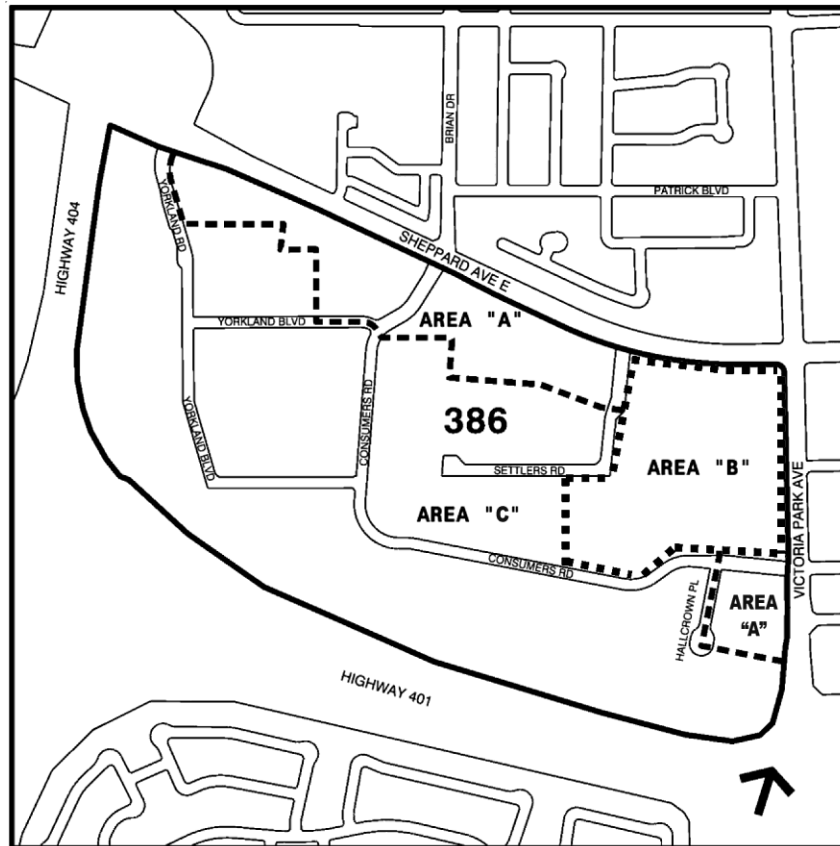 BRIAN DR
PATRICK BLVD
HIGHWAY 404
YORKLAND RD
SHEPPARD AVE E
YORKLAND BLVD
AREA "A"
CONSUMERS RD
386
YORKLAND BLVD
SETTLERS RD
AREA "B"
AREA "C"
VICTORIA PARK AVE
CONSUMERS RD
HALLCROWN PL
AREA
“A”
HIGHWAY 401